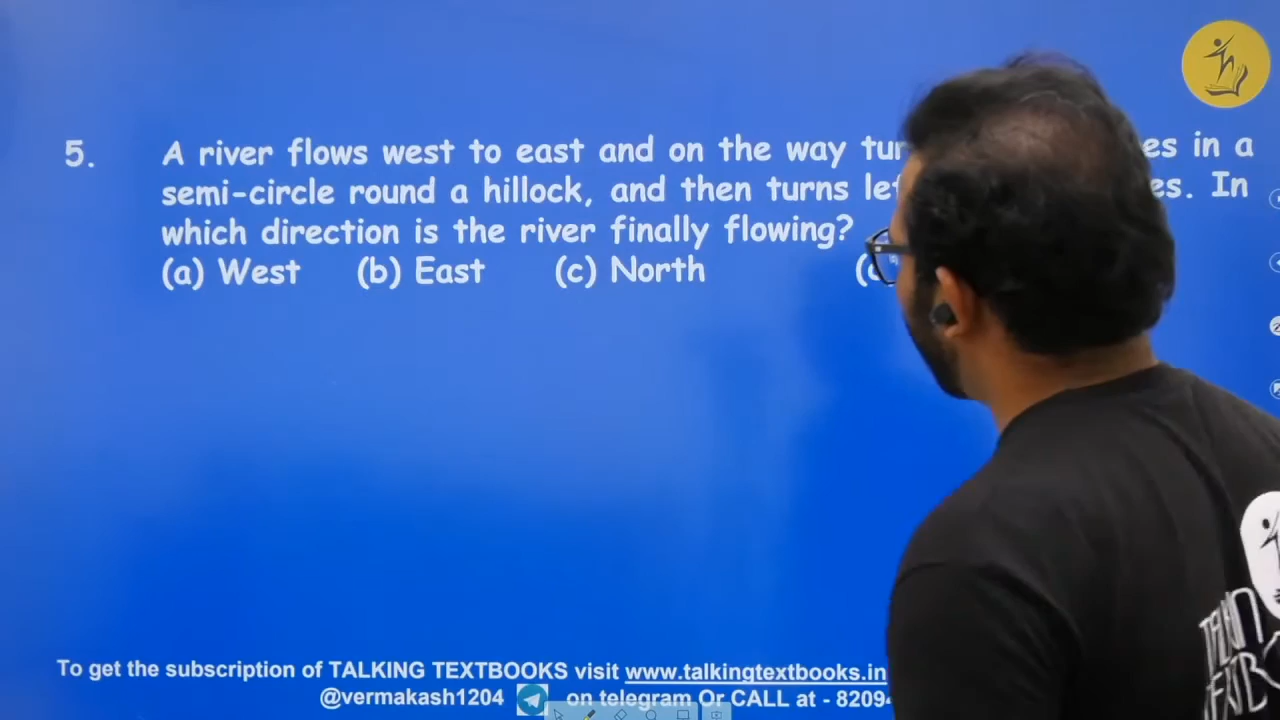 5. A river flows west to east and on the way tur es in a
semi-circle round a hillock, and then turns lef es. In
which direction is the river finally flowing?
(a) West (b) East (c) North
To get the subscription of TALKING TEXTBOOKS visit www.talkingtextbooks.in
@vermakash1204 on telegram Or CALL at - 8209